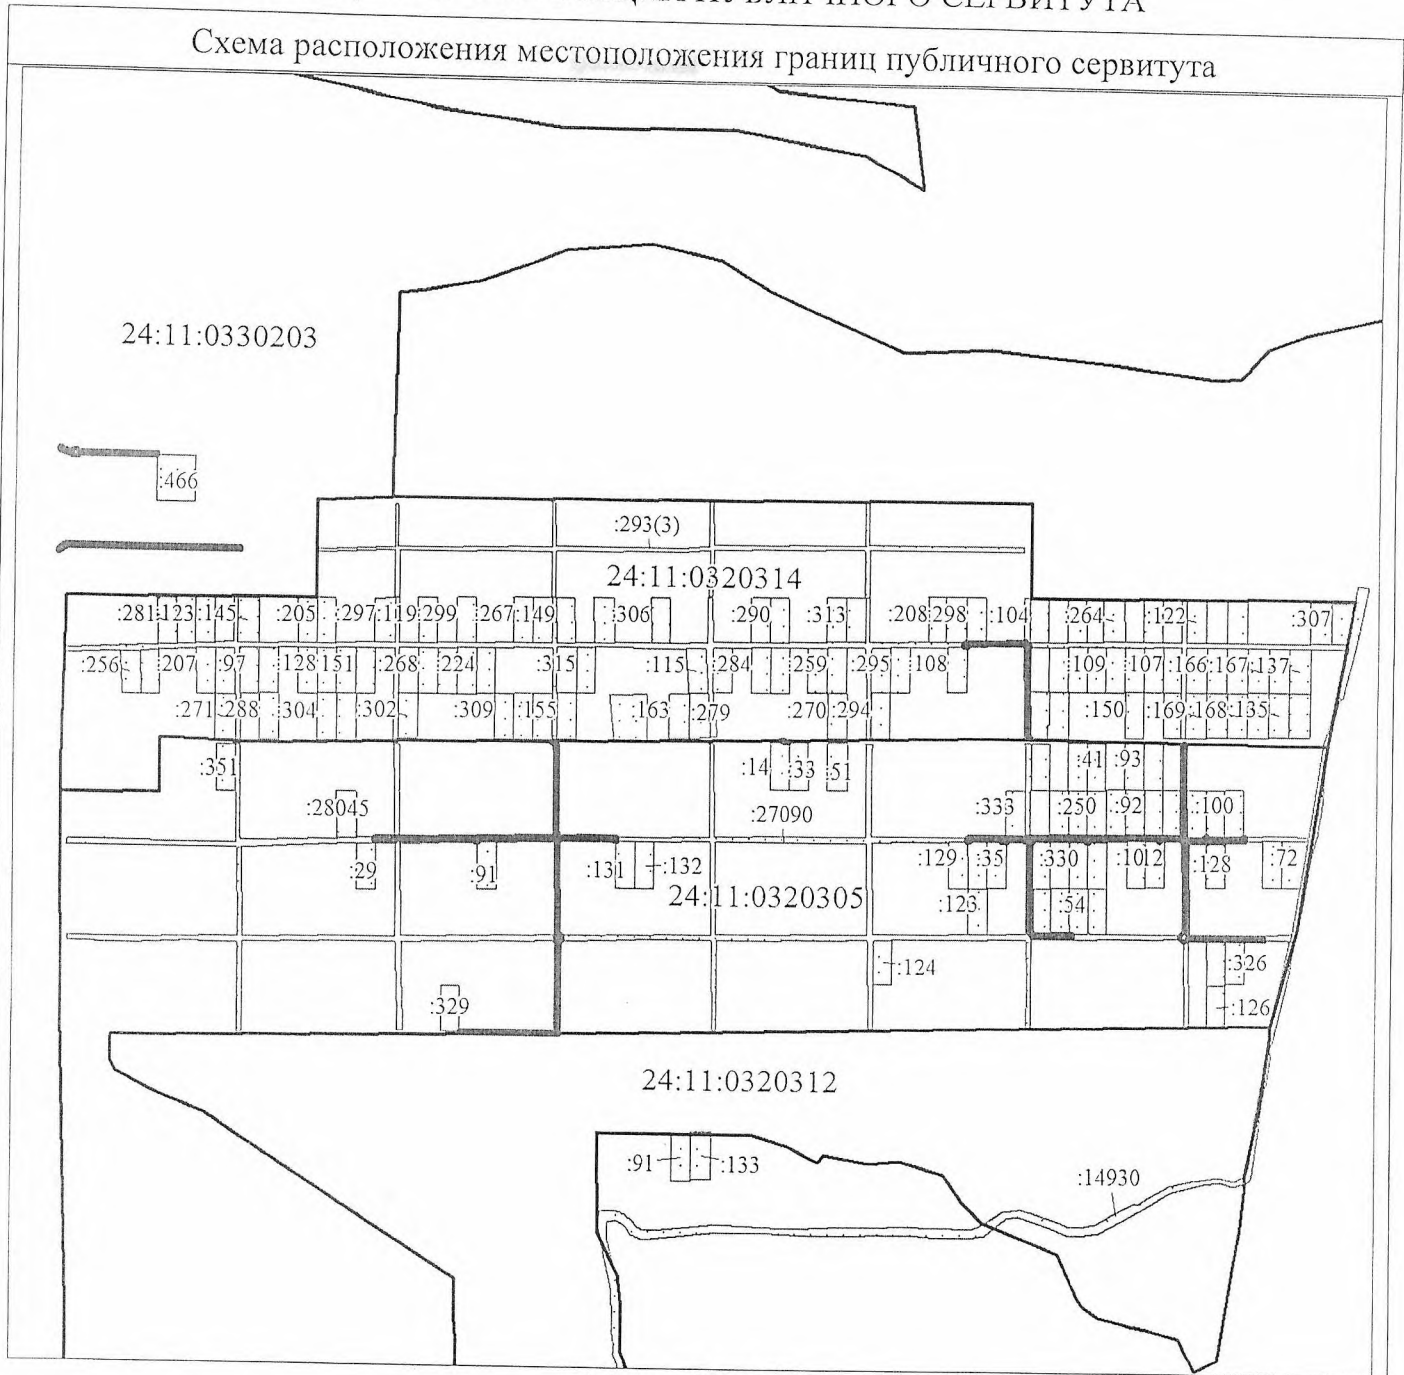 ПУБЛИЧНОГО СЕРВИТУТА
Схема расположения местоположения границ публичного сервитута
24:11:0330203
:466
:293(3)
24:11:0320314
:281 :123 :145 :205 :297 :119 :299 :267 :149 :306 :290 :313 :208 :298 :104 :264 :122 :307
:256 :207 :97 :128 151 :268 :224 :315 :115 :284 :259 :295 :108 :109 :107 :166 :167 :137
:271 :288 :304 :302 :309 :155 :163 :279 :270 :294 :150 :169 :168 :135
:351 :14 :33 :51 :41 :93
:28045 :27090 :333 :250 :92 :100
:29 :91 :131 :132 :129 :35 :330 :1012 :128 :72
24:11:0320305 :123 :54
:124 :326
:329 :126
24:11:0320312
:91 :133
:14930